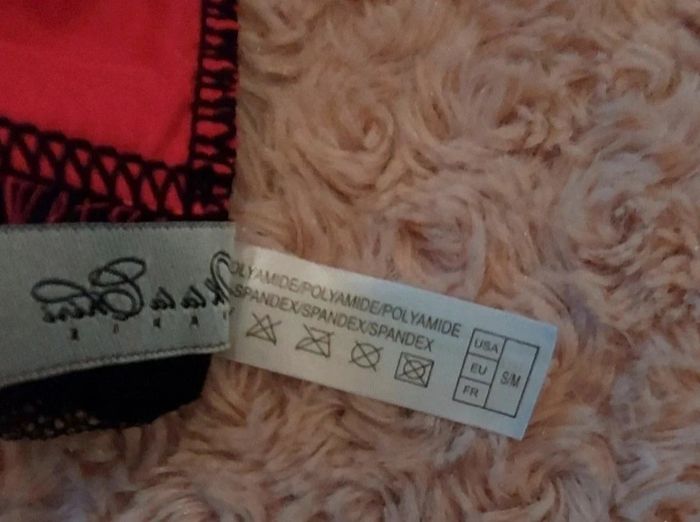 POLYAMIDE/POLYAMIDE/POLYAMIDE
SPANDEX/SPANDEX/SPANDEX
USA
EU
FR
S/M